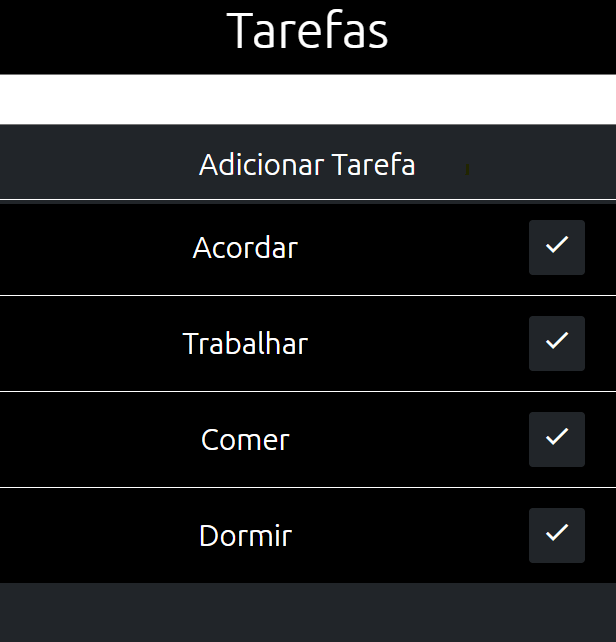 Tarefas
Adicionar Tarefa
Acordar
Trabalhar
Comer
Dormir